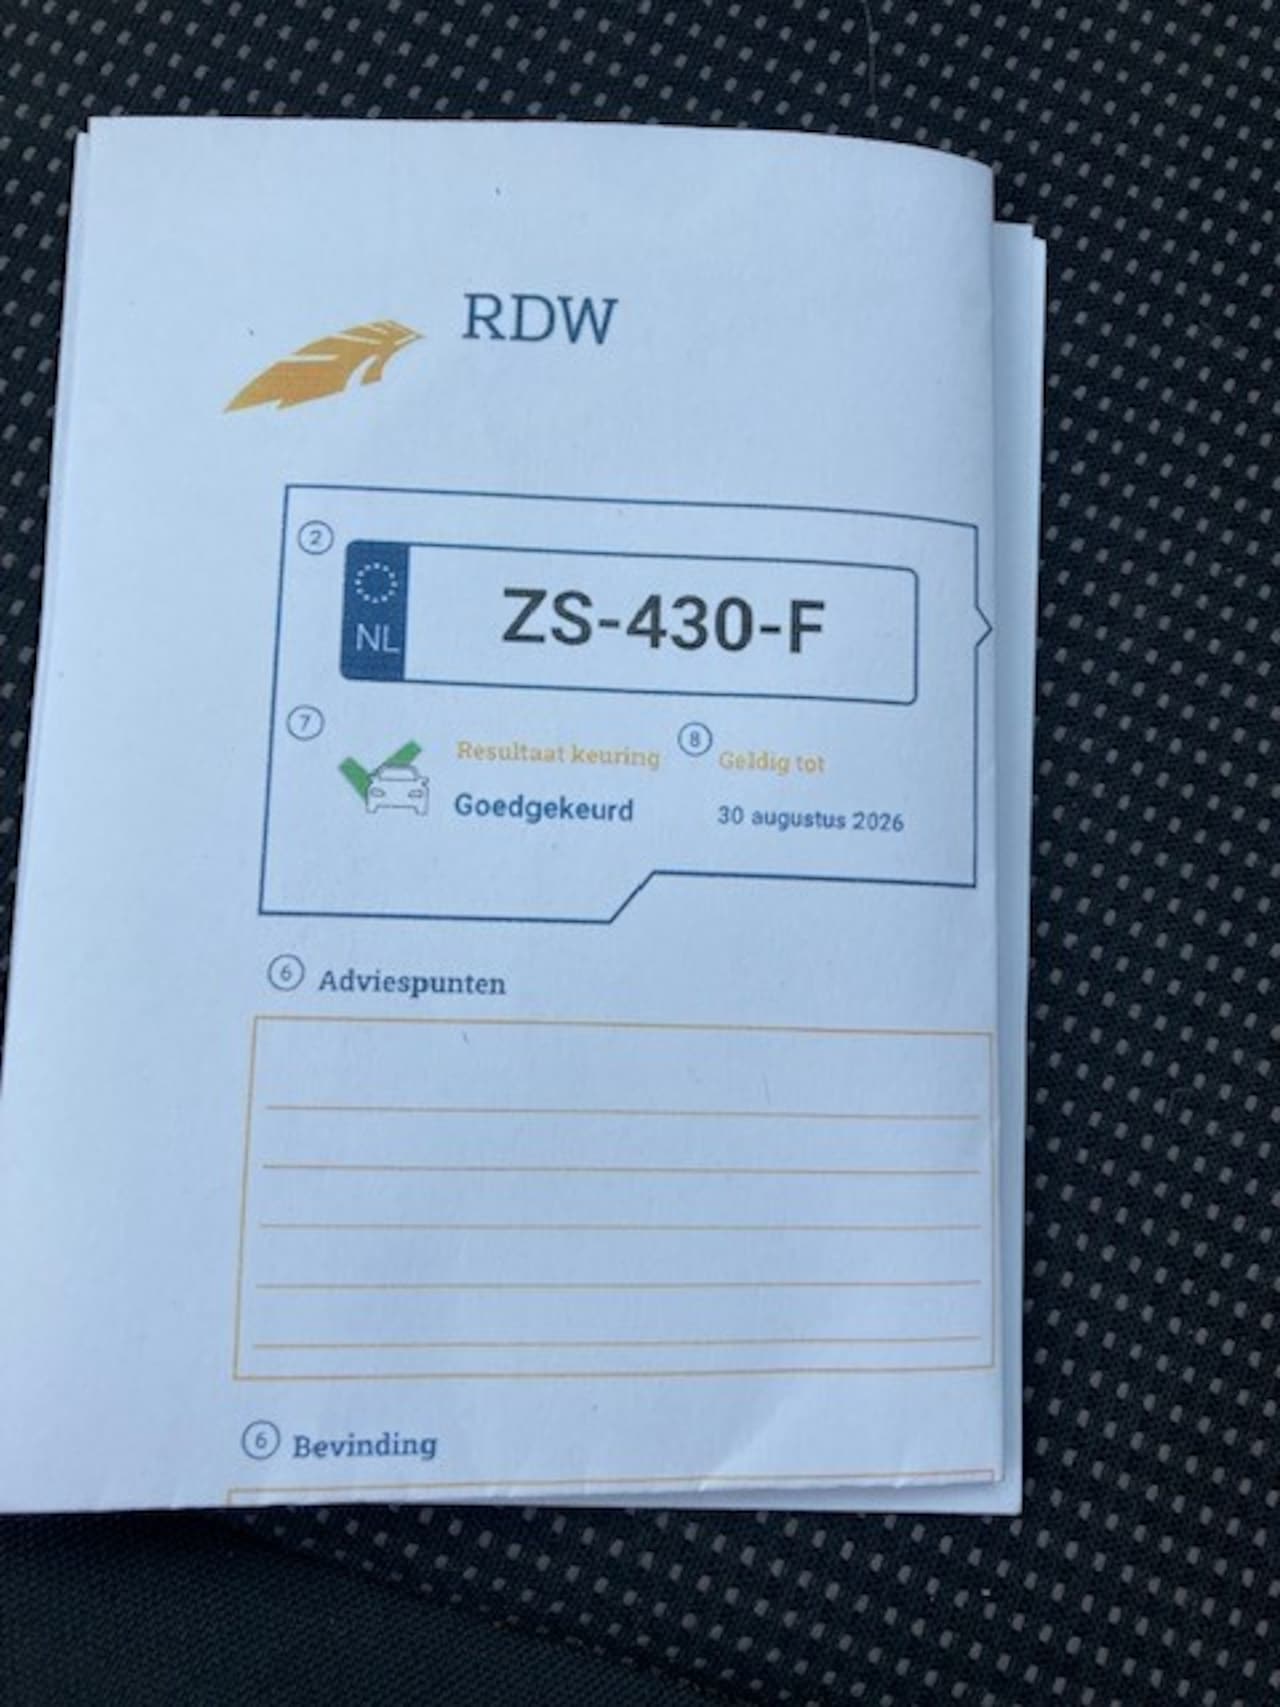 RDW
2
NL
ZS-430-F
7
Resultaat keuring
8
Geldig tot
Goedgekeurd
30 augustus 2026
6 Adviespunten
6 Bevinding